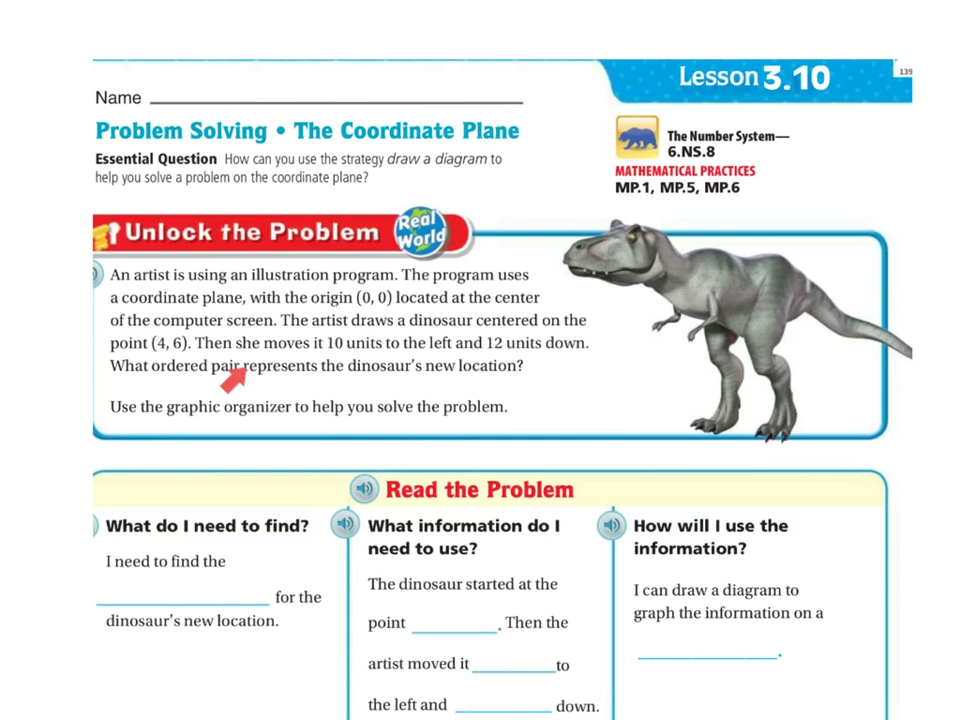 Lesson 3.10
139
Name
Problem Solving • The Coordinate Plane
Essential Question How can you use the strategy draw a diagram to
help you solve a problem on the coordinate plane?
The Number System—
6.NS.8
MATHEMATICAL PRACTICES
MP.1, MP.5, MP.6
Unlock the Problem
Real
World
An artist is using an illustration program. The program uses
a coordinate plane, with the origin (0, 0) located at the center
of the computer screen. The artist draws a dinosaur centered on the
point (4, 6). Then she moves it 10 units to the left and 12 units down.
What ordered pair represents the dinosaur's new location?
Use the graphic organizer to help you solve the problem.
Read the Problem
What do I need to find?
I need to find the
____ for the
dinosaur's new location.
What information do I
need to use?
The dinosaur started at the
point ____. Then the
artist moved it ____ to
the left and ____ down.
How will I use the
information?
I can draw a diagram to
graph the information on a
____.